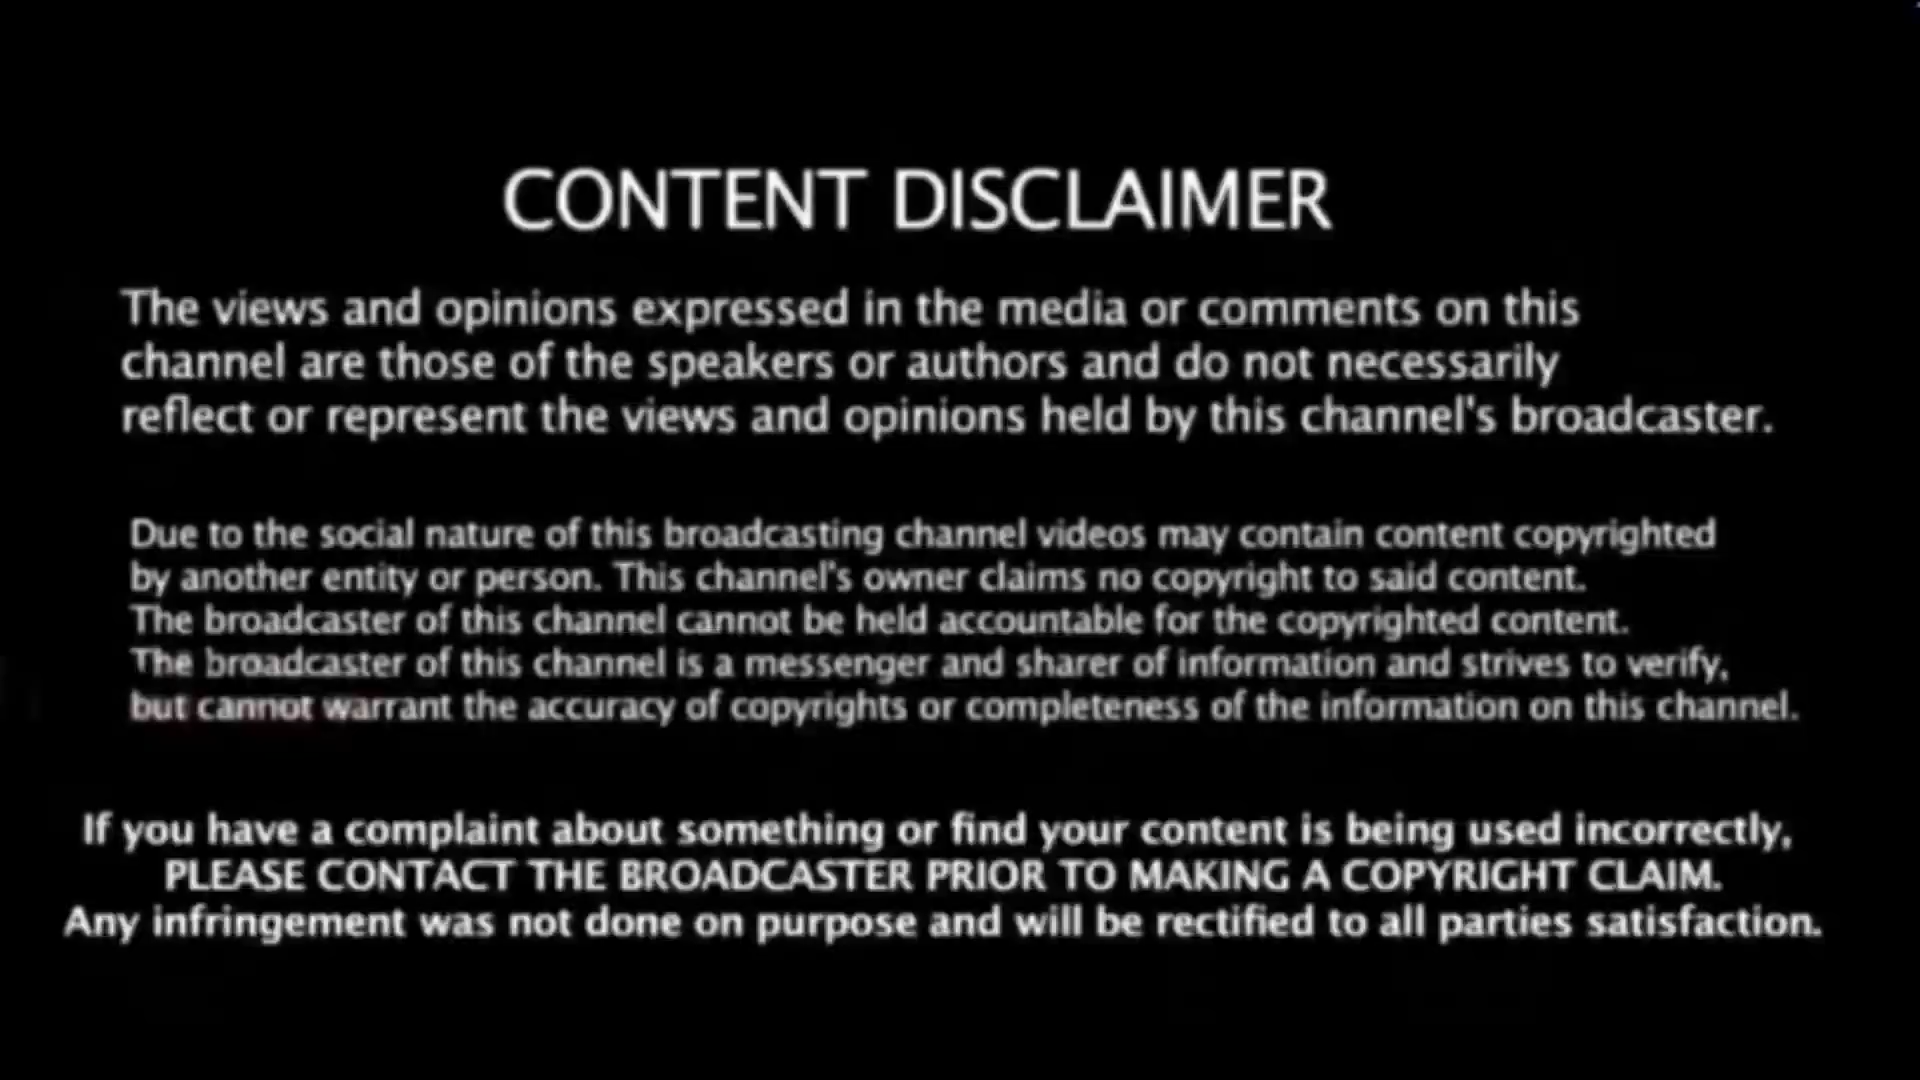 CONTENT DISCLAIMER
The views and opinions expressed in the media or comments on this
channel are those of the speakers or authors and do not necessarily
reflect or represent the views and opinions held by this channel's broadcaster.
Due to the social nature of this broadcasting channel videos may contain content copyrighted
by another entity or person. This channel's owner claims no copyright to said content.
The broadcaster of this channel cannot be held accountable for the copyrighted content.
The broadcaster of this channel is a messenger and sharer of information and strives to verify,
but cannot warrant the accuracy of copyrights or completeness of the information on this channel.
If you have a complaint about something or find your content is being used incorrectly,
PLEASE CONTACT THE BROADCASTER PRIOR TO MAKING A COPYRIGHT CLAIM.
Any infringement was not done on purpose and will be rectified to all parties satisfaction.